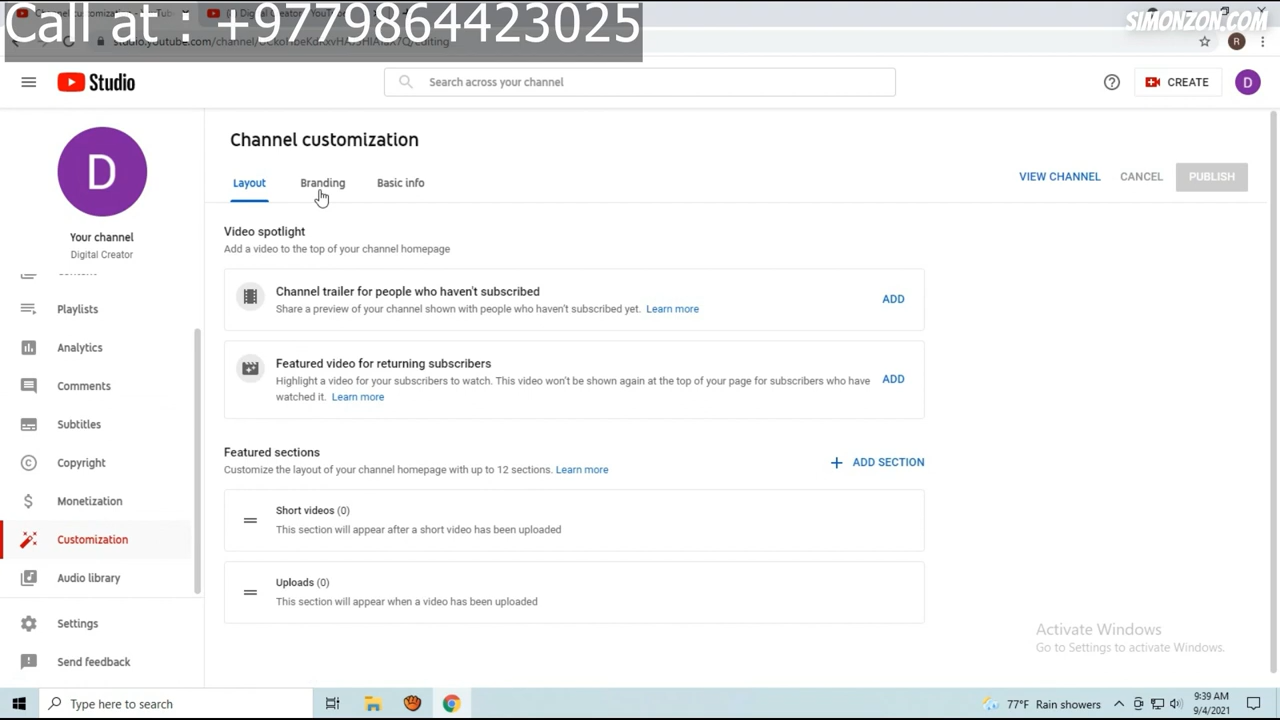 Call at : +9779864423025
SIMONZON.COM
Studio
Search across your channel
CREATE
D
D
Your channel
Digital Creator
Playlists
Analytics
Comments
Subtitles
Copyright
Monetization
Customization
Audio library
Settings
Send feedback
Channel customization
Layout
Branding
Basic info
VIEW CHANNEL
CANCEL
PUBLISH
Video spotlight
Add a video to the top of your channel homepage
Channel trailer for people who haven't subscribed
Share a preview of your channel shown with people who haven't subscribed yet. Learn more
ADD
Featured video for returning subscribers
Highlight a video for your subscribers to watch. This video won't be shown again at the top of your page for subscribers who have
watched it. Learn more
ADD
Featured sections
Customize the layout of your channel homepage with up to 12 sections. Learn more
ADD SECTION
Short videos (0)
This section will appear after a short video has been uploaded
Uploads (0)
This section will appear when a video has been uploaded
Activate Windows
Go to Settings to activate Windows.
Type here to search
77°F Rain showers
9:39 AM
9/4/2021